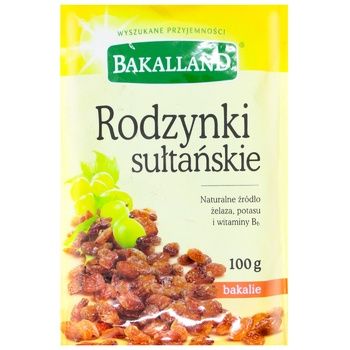 WYSZUKANE PRZYJEMNOŚCI
BAKALLAND
Rodzynki
sułtańskie
Naturalne źródło
żelaza, potasu
i witaminy B₆
100 g
bakalie